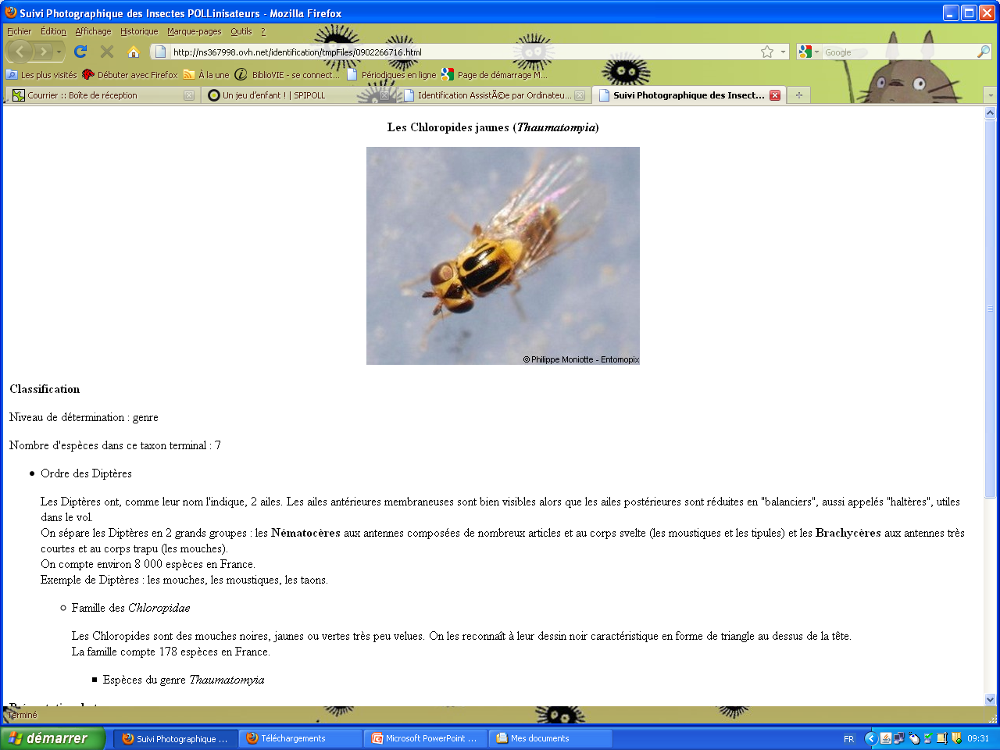 Suivi Photographique des Insectes POLLinisateurs - Mozilla Firefox
Fichier Édition Affichage Historique Marque-pages Outils ?
http://ns367998.ovh.net/identification/tmpFiles/0902266716.html
Google
Les plus visités Débuter avec Firefox À la une BiblioVIE - se connect... Périodiques en ligne Page de démarrage M...
Courrier :: Boîte de réception Un jeu d'enfant ! | SPIPOLL Identification AssistÃ©e par Ordinateu... Suivi Photographique des Insect...
Les Chloropides jaunes (Thaumatomyia)
© Philippe Moniotte - Entomopix
Classification
Niveau de détermination : genre
Nombre d'espèces dans ce taxon terminal : 7
Ordre des Diptères
Les Diptères ont, comme leur nom l'indique, 2 ailes. Les ailes antérieures membraneuses sont bien visibles alors que les ailes postérieures sont réduites en "balanciers", aussi appelés "haltères", utiles
dans le vol.
On sépare les Diptères en 2 grands groupes : les Nématocères aux antennes composées de nombreux articles et au corps svelte (les moustiques et les tipules) et les Brachycères aux antennes très
courtes et au corps trapu (les mouches).
On compte environ 8 000 espèces en France.
Exemple de Diptères : les mouches, les moustiques, les taons.
Famille des Chloropidae
Les Chloropides sont des mouches noires, jaunes ou vertes très peu velues. On les reconnaît à leur dessin noir caractéristique en forme de triangle au dessus de la tête.
La famille compte 178 espèces en France.
Espèces du genre Thaumatomyia
Terminé
démarrer Suivi Photographique ... Téléchargements Microsoft PowerPoint ... Mes documents FR 09:31